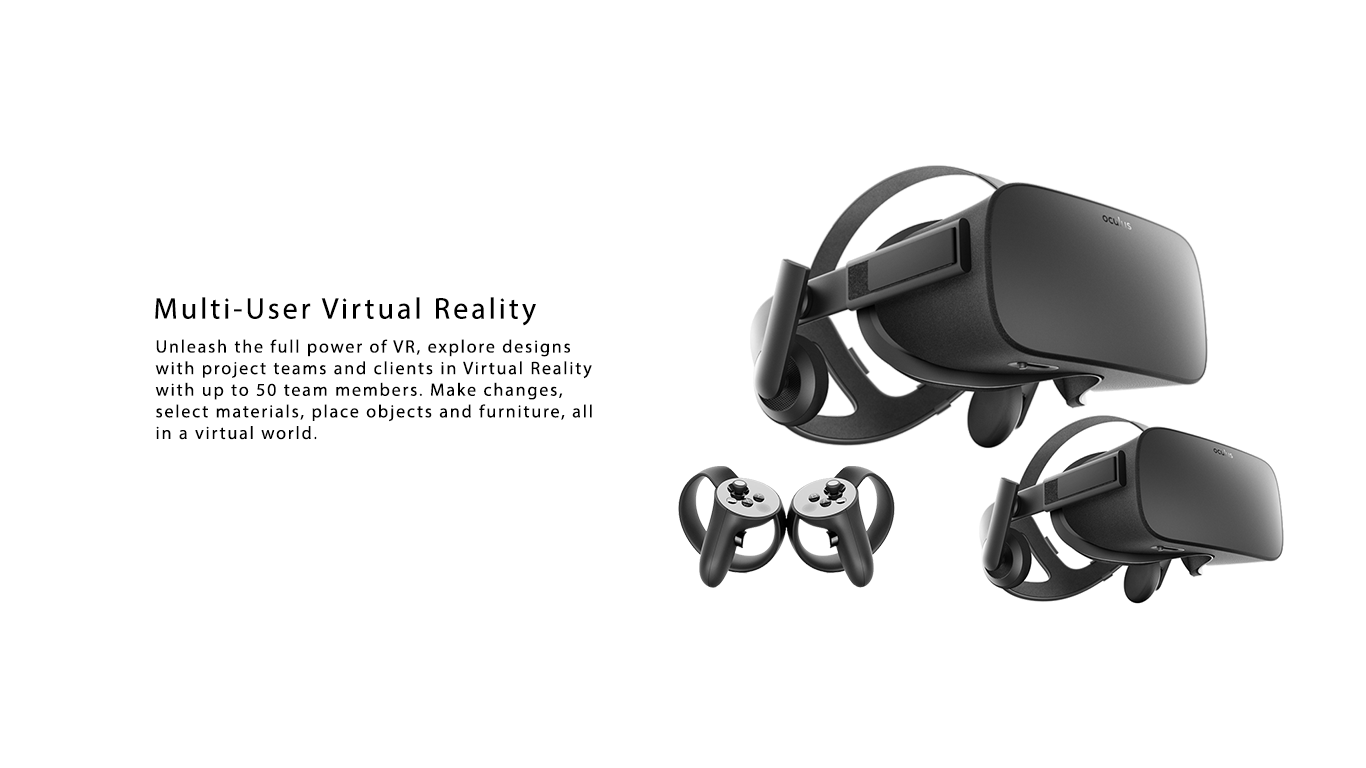 Multi-User Virtual Reality
Unleash the full power of VR, explore designs
with project teams and clients in Virtual Reality
with up to 50 team members. Make changes,
select materials, place objects and furniture, all
in a virtual world.
oculus
oculus